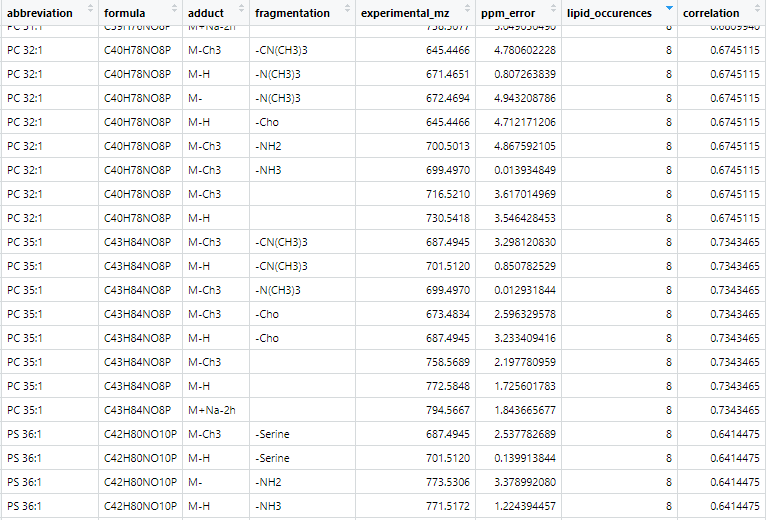 abbreviation formula adduct fragmentation experimental_mz ppm_error lipid_occurences correlation
PC 32:1 C40H78NO8P M-Ch3 -CN(CH3)3 645.4466 4.780602228 8 0.6745115
PC 32:1 C40H78NO8P M-H -N(CH3)3 671.4651 0.807263839 8 0.6745115
PC 32:1 C40H78NO8P M- -N(CH3)3 672.4694 4.943208786 8 0.6745115
PC 32:1 C40H78NO8P M-H -Cho 645.4466 4.712171206 8 0.6745115
PC 32:1 C40H78NO8P M-Ch3 -NH2 700.5013 4.867592105 8 0.6745115
PC 32:1 C40H78NO8P M-Ch3 -NH3 699.4970 0.013934849 8 0.6745115
PC 32:1 C40H78NO8P M-Ch3 716.5210 3.617014969 8 0.6745115
PC 32:1 C40H78NO8P M-H 730.5418 3.546428453 8 0.6745115
PC 35:1 C43H84NO8P M-Ch3 -CN(CH3)3 687.4945 3.298120830 8 0.7343465
PC 35:1 C43H84NO8P M-H -CN(CH3)3 701.5120 0.850782529 8 0.7343465
PC 35:1 C43H84NO8P M-Ch3 -N(CH3)3 699.4970 0.012931844 8 0.7343465
PC 35:1 C43H84NO8P M-Ch3 -Cho 673.4834 2.596329578 8 0.7343465
PC 35:1 C43H84NO8P M-H -Cho 687.4945 3.233409416 8 0.7343465
PC 35:1 C43H84NO8P M-Ch3 758.5689 2.197780959 8 0.7343465
PC 35:1 C43H84NO8P M-H 772.5848 1.725601783 8 0.7343465
PC 35:1 C43H84NO8P M+Na-2h 794.5667 1.843665677 8 0.7343465
PS 36:1 C42H80NO10P M-Ch3 -Serine 687.4945 2.537782689 8 0.6414475
PS 36:1 C42H80NO10P M-H -Serine 701.5120 0.139913844 8 0.6414475
PS 36:1 C42H80NO10P M- -NH2 773.5306 3.378992080 8 0.6414475
PS 36:1 C42H80NO10P M-H -NH3 771.5172 1.224394457 8 0.6414475